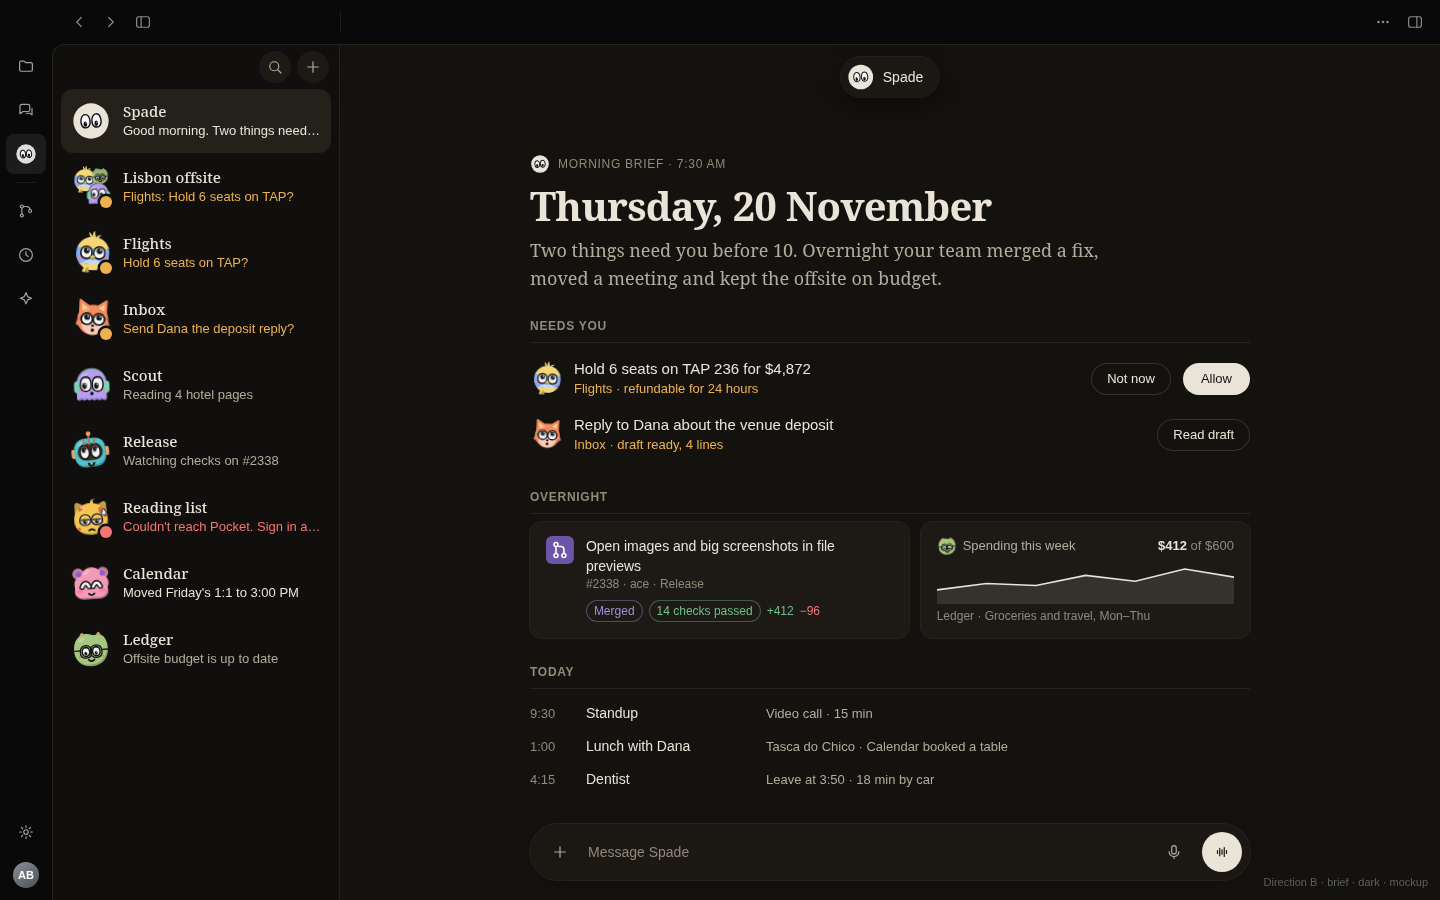 Spade
Good morning. Two things need…
Lisbon offsite
Flights: Hold 6 seats on TAP?
Flights
Hold 6 seats on TAP?
Inbox
Send Dana the deposit reply?
Scout
Reading 4 hotel pages
Release
Watching checks on #2338
Reading list
Couldn't reach Pocket. Sign in a…
Calendar
Moved Friday's 1:1 to 3:00 PM
Ledger
Offsite budget is up to date
AB
Spade
MORNING BRIEF · 7:30 AM
Thursday, 20 November
Two things need you before 10. Overnight your team merged a fix,
moved a meeting and kept the offsite on budget.
NEEDS YOU
Hold 6 seats on TAP 236 for $4,872
Flights · refundable for 24 hours
Not now
Allow
Reply to Dana about the venue deposit
Inbox · draft ready, 4 lines
Read draft
OVERNIGHT
Open images and big screenshots in file
previews
#2338 · ace · Release
Merged 14 checks passed +412 −96
Spending this week $412 of $600
Ledger · Groceries and travel, Mon–Thu
TODAY
9:30 Standup Video call · 15 min
1:00 Lunch with Dana Tasca do Chico · Calendar booked a table
4:15 Dentist Leave at 3:50 · 18 min by car
Message Spade
Direction B · brief · dark · mockup